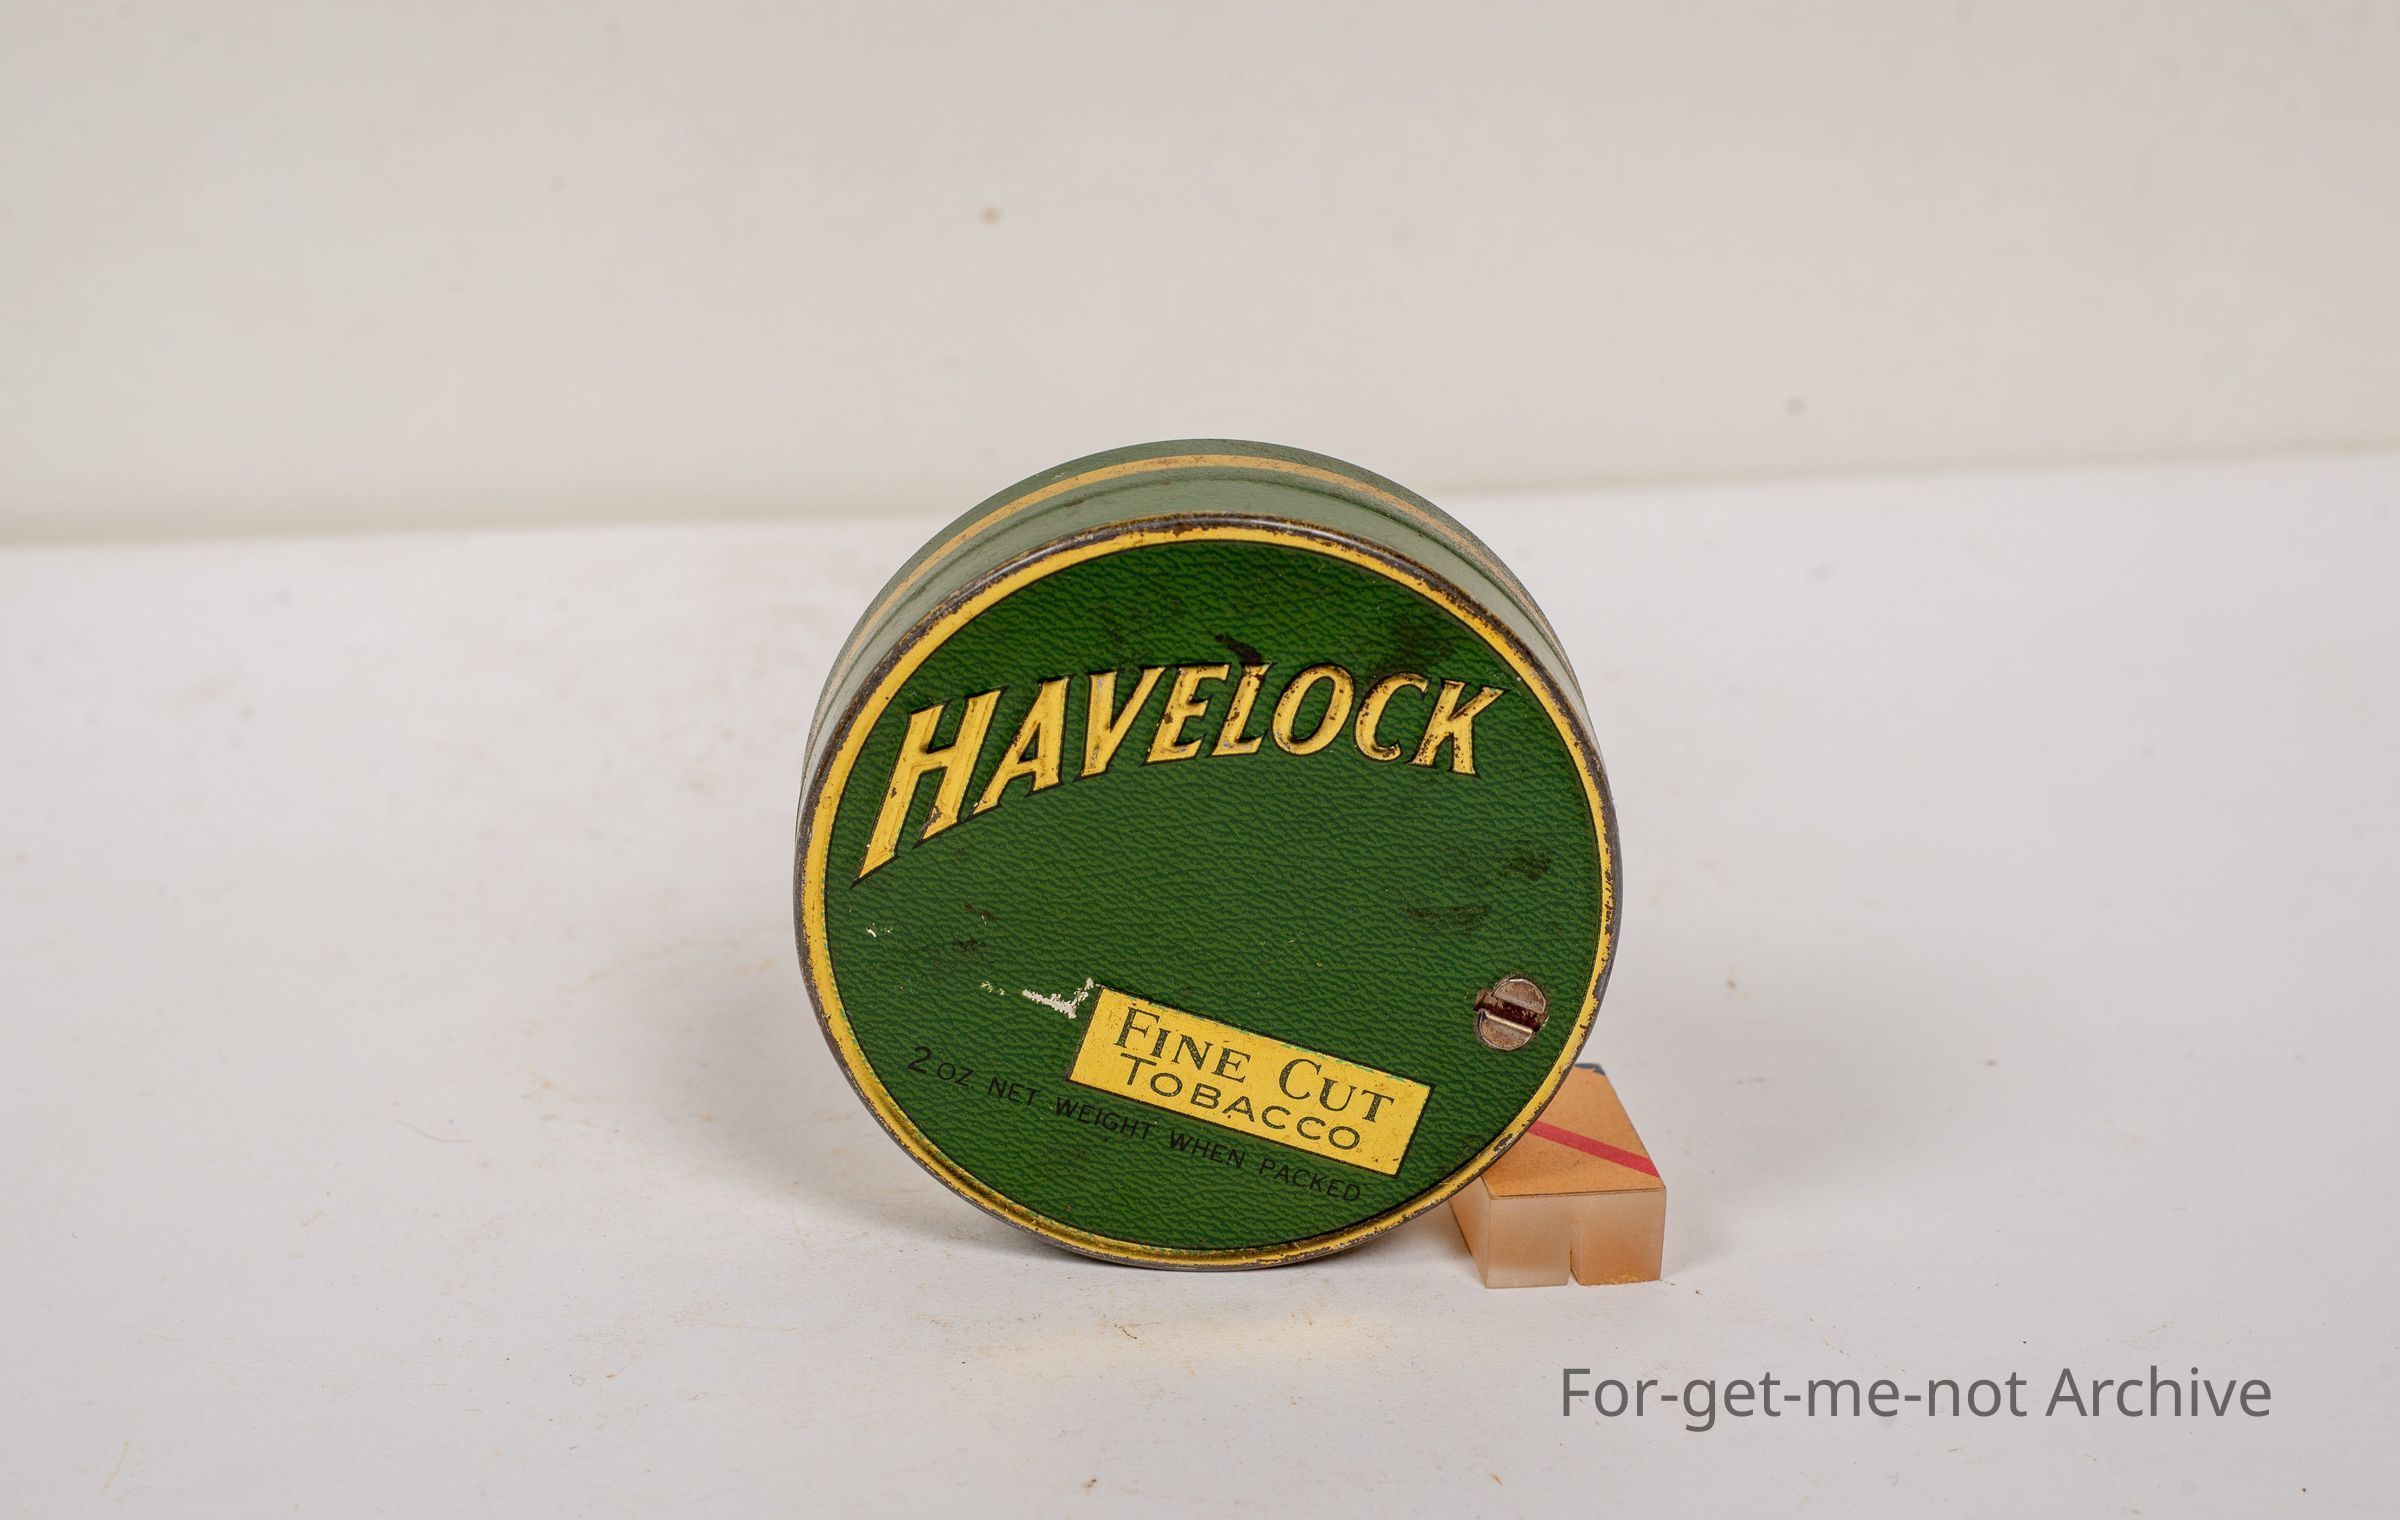 HAVELOCK
FINE CUT
TOBACCO
2 OZ NET WEIGHT WHEN PACKED
For-get-me-not Archive